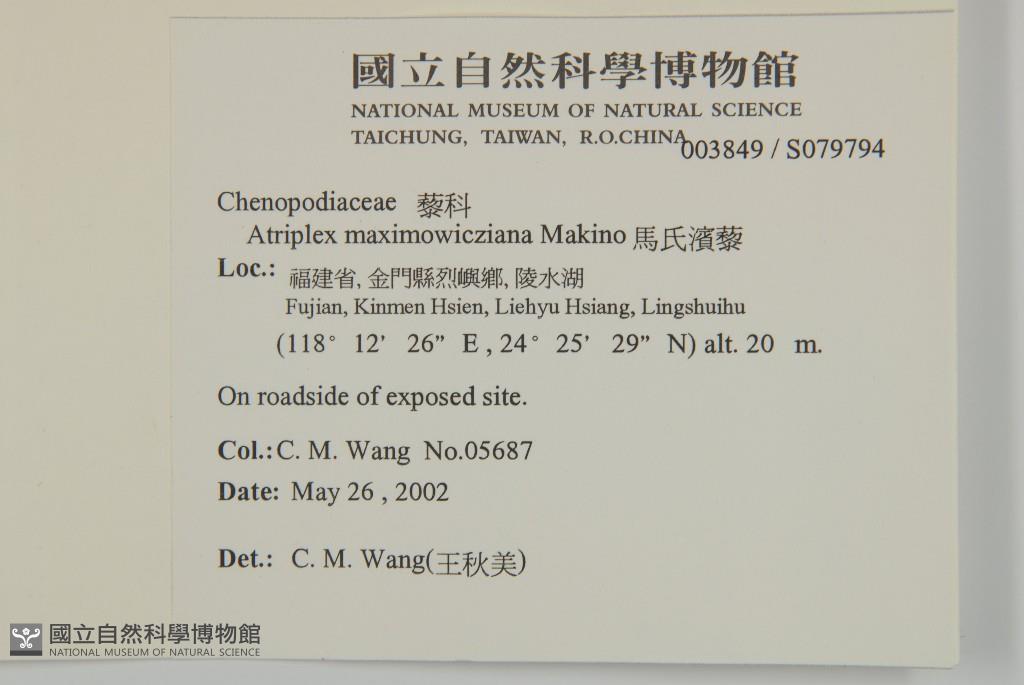 國立自然科學博物館
NATIONAL MUSEUM OF NATURAL SCIENCE
TAICHUNG, TAIWAN, R.O.CHINA
003849 / S079794
Chenopodiaceae 藜科
Atriplex maximowicziana Makino 馬氏濱藜
Loc.: 福建省, 金門縣烈嶼鄉, 陵水湖
Fujian, Kinmen Hsien, Liehyu Hsiang, Lingshuihu
(118° 12’ 26” E , 24° 25’ 29” N) alt. 20 m.
On roadside of exposed site.
Col.: C. M. Wang No.05687
Date: May 26 , 2002
Det.: C. M. Wang(王秋美)
國立自然科學博物館
NATIONAL MUSEUM OF NATURAL SCIENCE